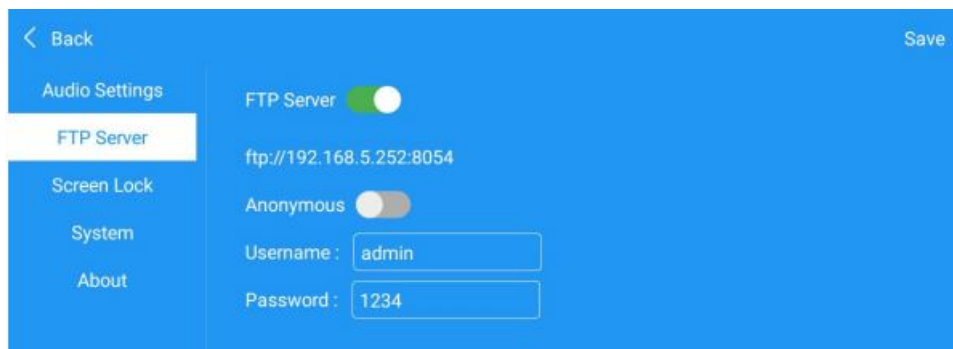 Back
Save
Audio Settings
FTP Server
Screen Lock
System
About
FTP Server
ftp://192.168.5.252:8054
Anonymous
Username : admin
Password : 1234